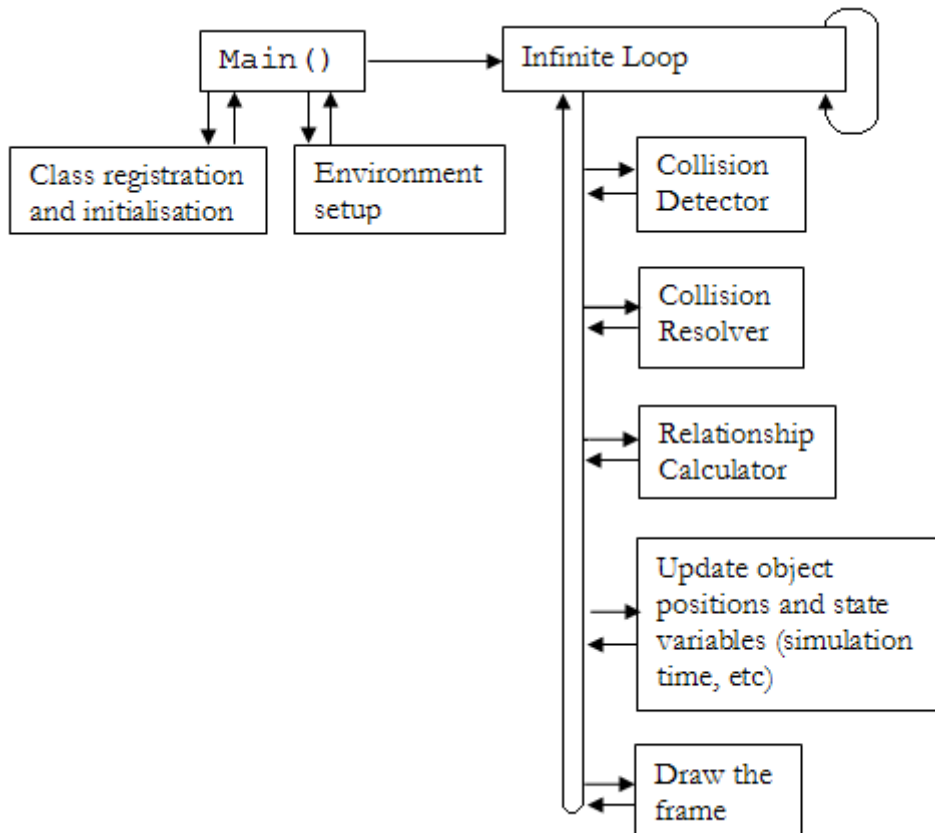 Main()
Infinite Loop
Class registration
and initialisation
Environment
setup
Collision
Detector
Collision
Resolver
Relationship
Calculator
Update object
positions and state
variables (simulation
time, etc)
Draw the
frame